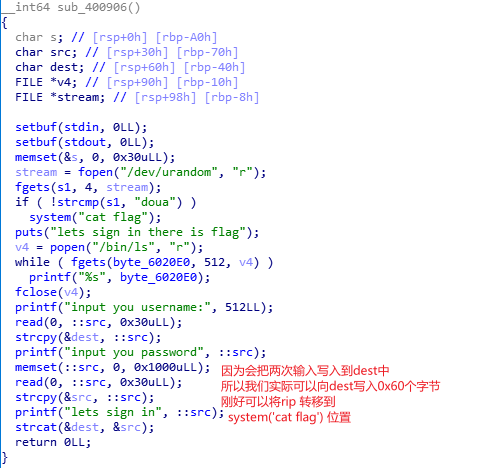 __int64 sub_400906()
{
char s; // [rsp+0h] [rbp-A0h]
char src; // [rsp+30h] [rbp-70h]
char dest; // [rsp+60h] [rbp-40h]
FILE *v4; // [rsp+90h] [rbp-10h]
FILE *stream; // [rsp+98h] [rbp-8h]
setbuf(stdin, 0LL);
setbuf(stdout, 0LL);
memset(&s, 0, 0x30uLL);
stream = fopen("/dev/urandom", "r");
fgets(s1, 4, stream);
if ( !strcmp(s1, "doua") )
system("cat flag");
puts("lets sign in there is flag");
v4 = popen("/bin/ls", "r");
while ( fgets(byte_6020E0, 512, v4) )
printf("%s", byte_6020E0);
fclose(v4);
printf("input you username:", 512LL);
read(0, ::src, 0x30uLL);
strcpy(&dest, ::src);
printf("input you password", ::src);
memset(::src, 0, 0x1000uLL);
read(0, ::src, 0x30uLL);
strcpy(&src, ::src);
printf("lets sign in", ::src);
strcat(&dest, &src);
return 0LL;
}
因为会把两次输入写入到dest中
所以我们实际可以向dest写入0x60个字节
刚好可以将rip 转移到
system('cat flag') 位置